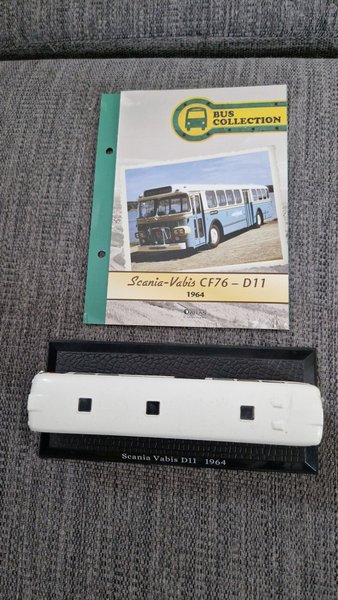 BUS
COLLECTION
Scania-Vabis CF76 – D11
1964
Scania Vabis D11 1964